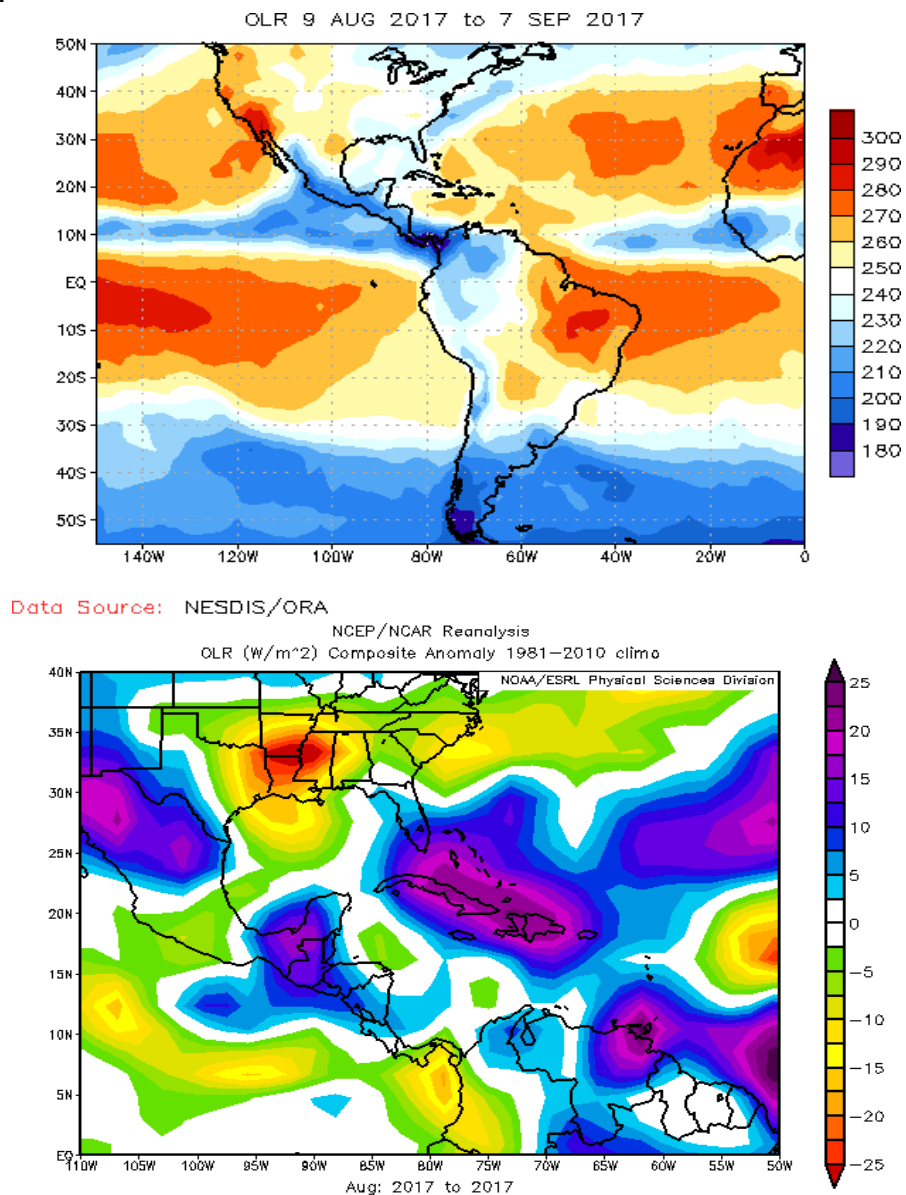 OLR 9 AUG 2017 to 7 SEP 2017
50N
40N
30N
20N
10N
EQ
10S
20S
30S
40S
50S
140W 120W 100W 80W 60W 40W 20W 0
300
290
280
270
260
250
240
230
220
210
200
190
180
Data Source: NESDIS/ORA
NCEP/NCAR Reanalysis
OLR (W/m^2) Composite Anomaly 1981-2010 climo
NOAA/ESRL Physical Sciences Division
40N
35N
30N
25N
20N
15N
10N
5N
EQ
110W 105W 100W 95W 90W 85W 80W 75W 70W 65W 60W 55W 50W
25
20
15
10
5
0
-5
-10
-15
-20
-25
Aug: 2017 to 2017